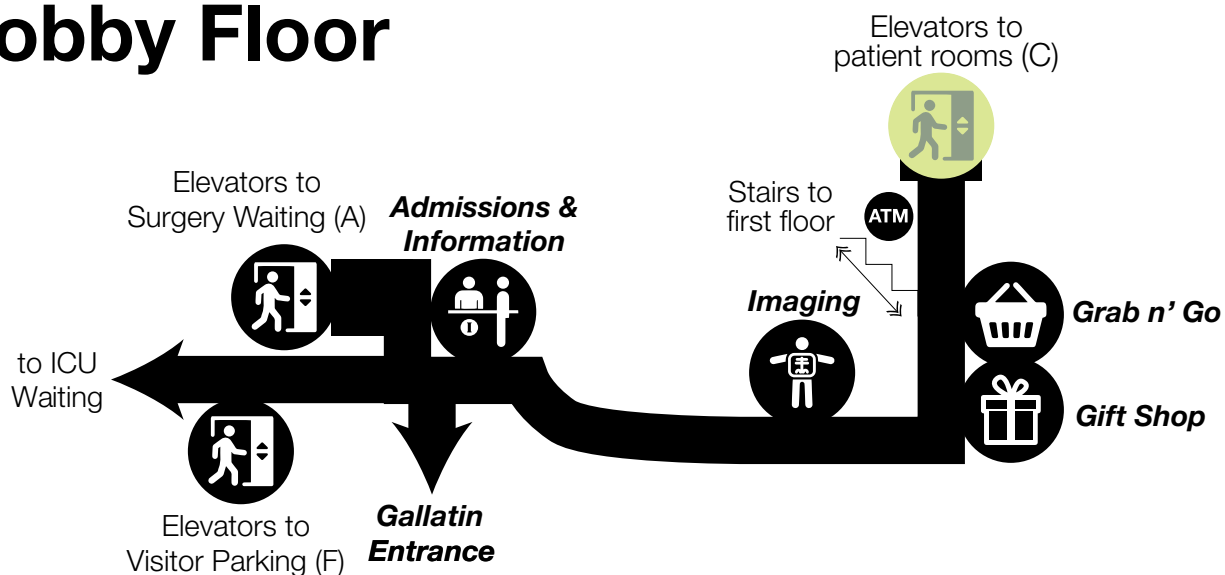 obby Floor
Elevators to
patient rooms (C)
Elevators to
Surgery Waiting (A)
Admissions &
Information
Stairs to
first floor
ATM
Imaging
Grab n’ Go
to ICU
Waiting
Gift Shop
Elevators to
Visitor Parking (F)
Gallatin
Entrance